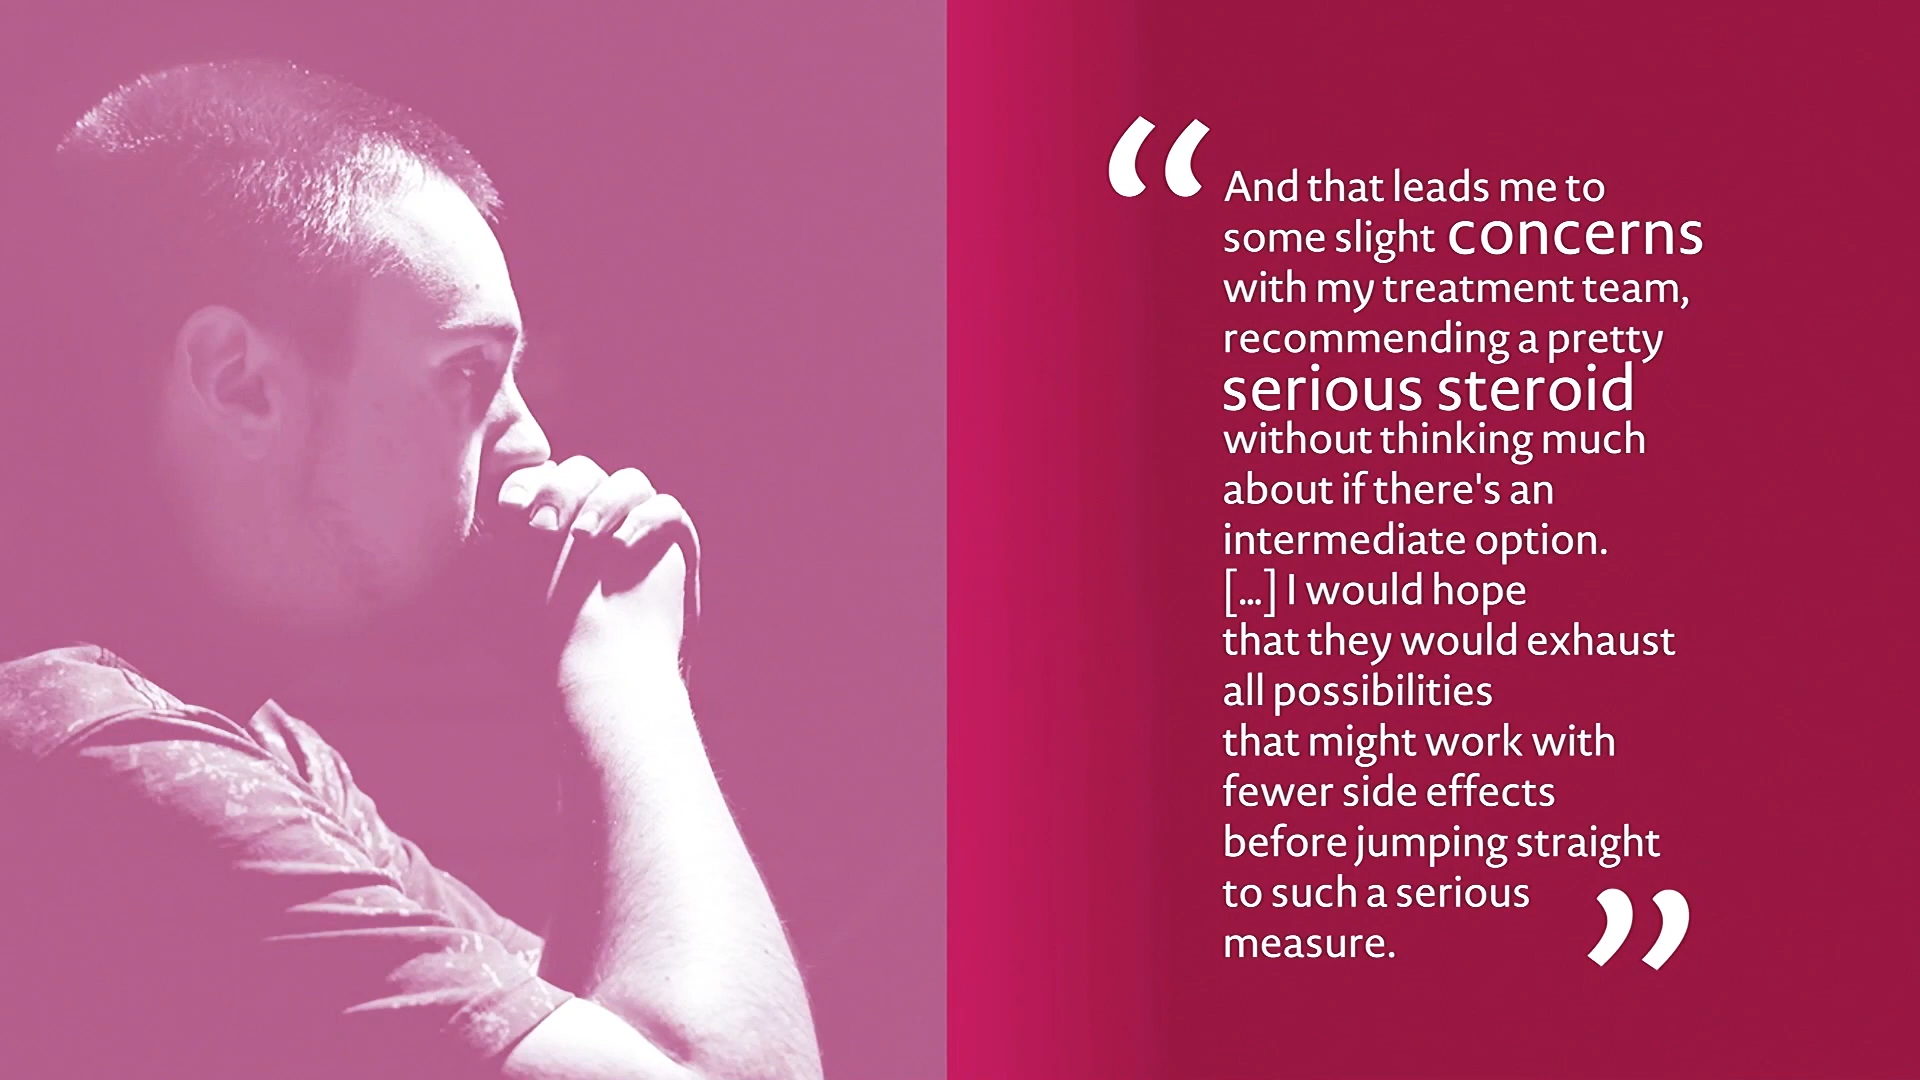 “And that leads me to
some slight concerns
with my treatment team,
recommending a pretty
serious steroid
without thinking much
about if there's an
intermediate option.
[...] I would hope
that they would exhaust
all possibilities
that might work with
fewer side effects
before jumping straight
to such a serious
measure.”